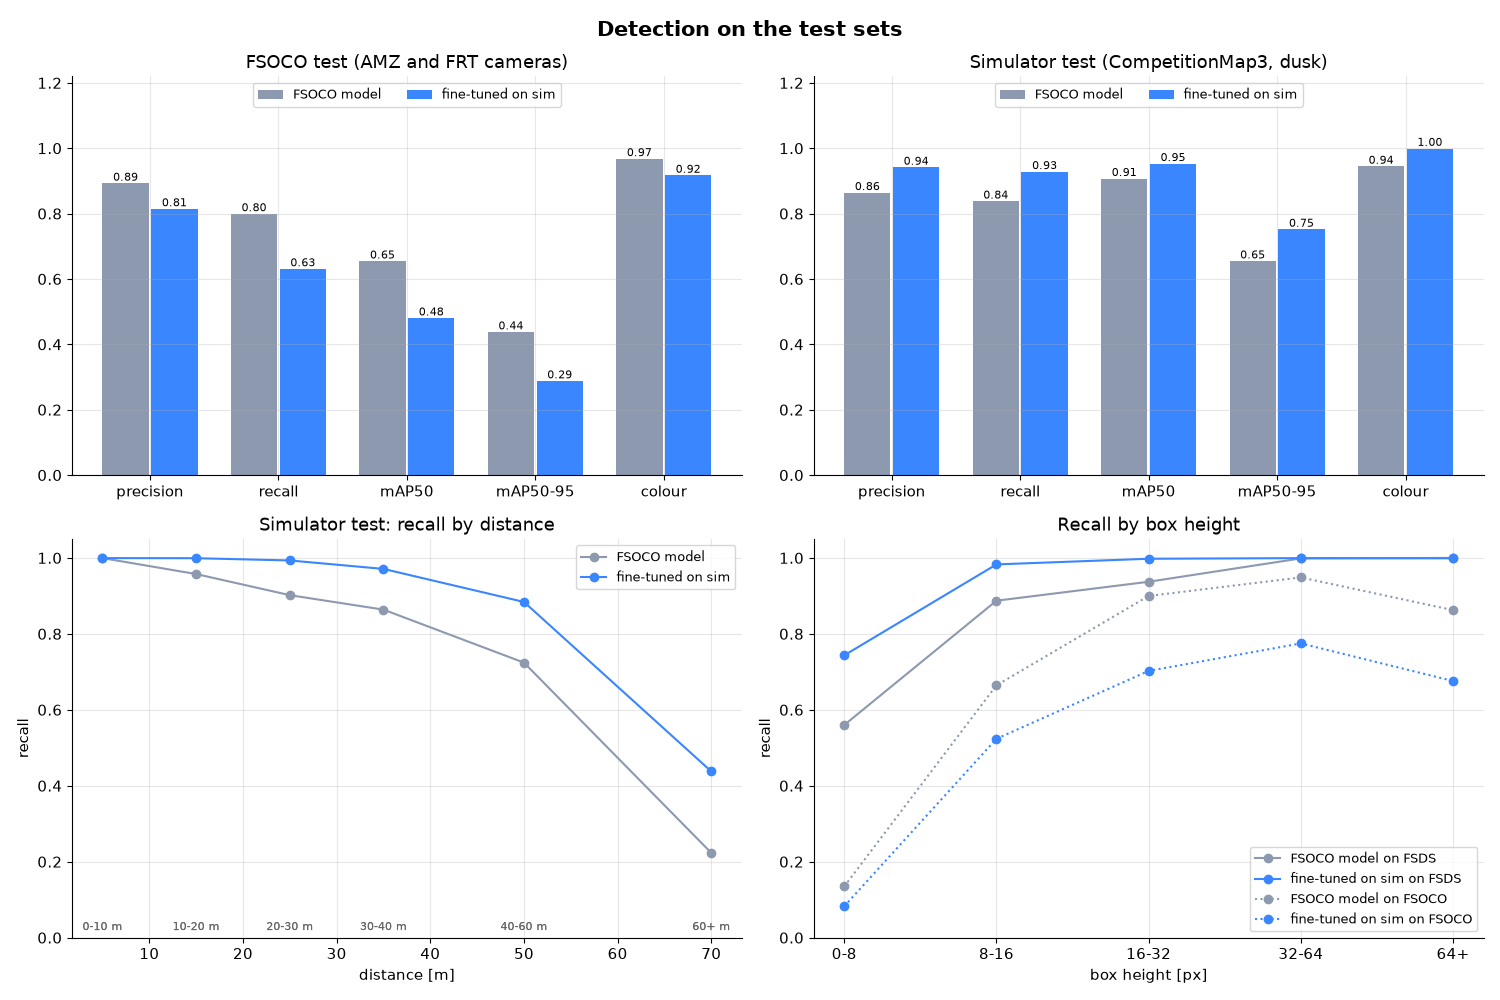 Detection on the test sets
FSOCO test (AMZ and FRT cameras)
FSOCO model
fine-tuned on sim
1.2
1.0
0.8
0.6
0.4
0.2
0.0
0.89
0.81
0.80
0.63
0.65
0.48
0.44
0.29
0.97
0.92
precision
recall
mAP50
mAP50-95
colour
Simulator test (CompetitionMap3, dusk)
FSOCO model
fine-tuned on sim
1.2
1.0
0.8
0.6
0.4
0.2
0.0
0.86
0.94
0.84
0.93
0.91
0.95
0.65
0.75
0.94
1.00
precision
recall
mAP50
mAP50-95
colour
Simulator test: recall by distance
FSOCO model
fine-tuned on sim
recall
1.0
0.8
0.6
0.4
0.2
0.0
0-10 m
10-20 m
20-30 m
30-40 m
40-60 m
60+ m
10
20
30
40
50
60
70
distance [m]
Recall by box height
recall
1.0
0.8
0.6
0.4
0.2
0.0
FSOCO model on FSDS
fine-tuned on sim on FSDS
FSOCO model on FSOCO
fine-tuned on sim on FSOCO
0-8
8-16
16-32
32-64
64+
box height [px]